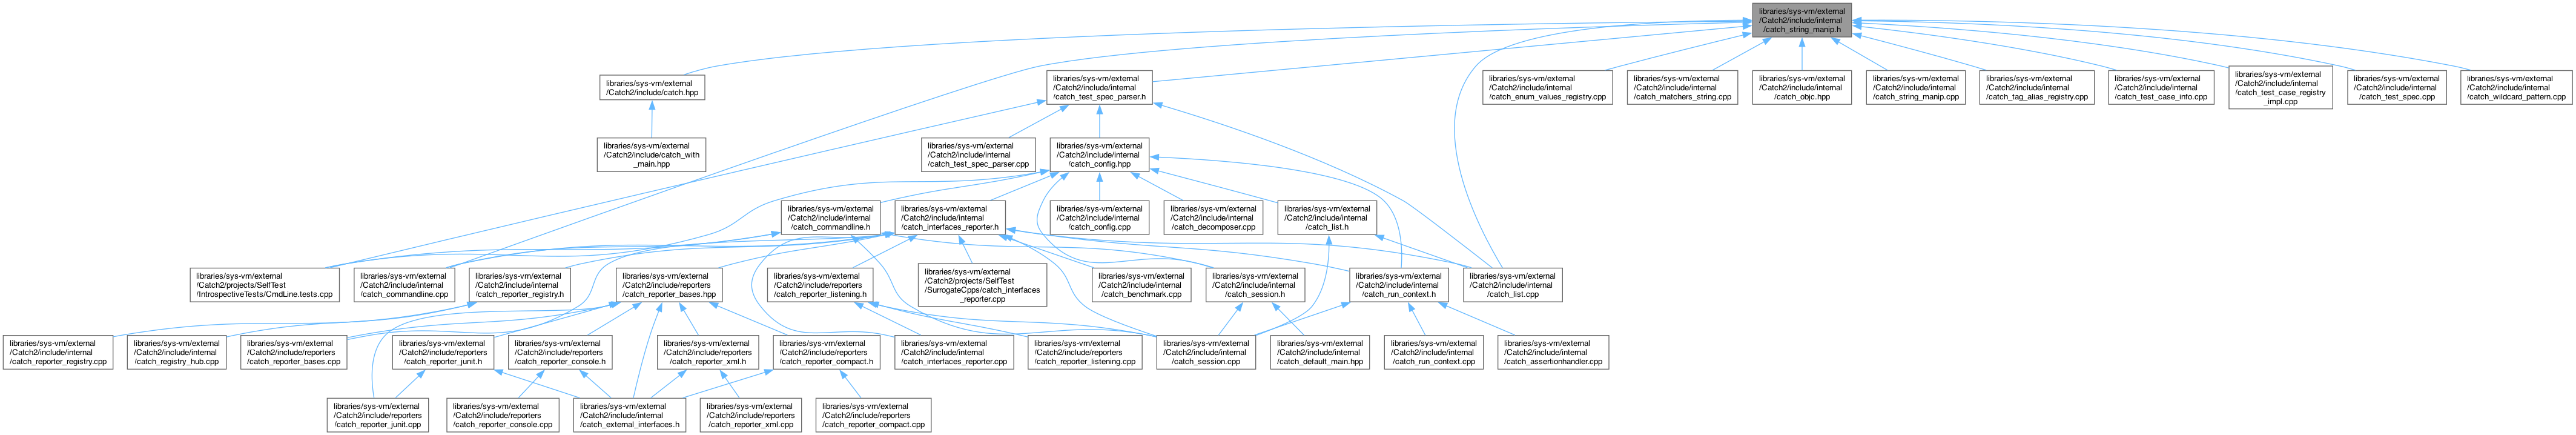 libraries/sys-vm/external
/Catch2/include/internal
/catch_string_manip.h
libraries/sys-vm/external
/Catch2/include/catch.hpp
libraries/sys-vm/external
/Catch2/include/internal
/catch_test_spec_parser.h
libraries/sys-vm/external
/Catch2/include/internal
/catch_enum_values_registry.cpp
libraries/sys-vm/external
/Catch2/include/internal
/catch_matchers_string.cpp
libraries/sys-vm/external
/Catch2/include/internal
/catch_objc.hpp
libraries/sys-vm/external
/Catch2/include/internal
/catch_string_manip.cpp
libraries/sys-vm/external
/Catch2/include/internal
/catch_tag_alias_registry.cpp
libraries/sys-vm/external
/Catch2/include/internal
/catch_test_case_info.cpp
libraries/sys-vm/external
/Catch2/include/internal
/catch_test_case_registry
_impl.cpp
libraries/sys-vm/external
/Catch2/include/internal
/catch_test_spec.cpp
libraries/sys-vm/external
/Catch2/include/internal
/catch_wildcard_pattern.cpp
libraries/sys-vm/external
/Catch2/include/catch_with
_main.hpp
libraries/sys-vm/external
/Catch2/include/internal
/catch_test_spec_parser.cpp
libraries/sys-vm/external
/Catch2/include/internal
/catch_config.hpp
libraries/sys-vm/external
/Catch2/include/internal
/catch_commandline.h
libraries/sys-vm/external
/Catch2/include/internal
/catch_interfaces_reporter.h
libraries/sys-vm/external
/Catch2/include/internal
/catch_config.cpp
libraries/sys-vm/external
/Catch2/include/internal
/catch_decomposer.cpp
libraries/sys-vm/external
/Catch2/include/internal
/catch_list.h
libraries/sys-vm/external
/Catch2/projects/SelfTest
/IntrospectiveTests/CmdLine.tests.cpp
libraries/sys-vm/external
/Catch2/include/internal
/catch_commandline.cpp
libraries/sys-vm/external
/Catch2/include/internal
/catch_reporter_registry.h
libraries/sys-vm/external
/Catch2/include/reporters
/catch_reporter_bases.hpp
libraries/sys-vm/external
/Catch2/include/reporters
/catch_reporter_listening.h
libraries/sys-vm/external
/Catch2/projects/SelfTest
/SurrogateCpps/catch_interfaces
_reporter.cpp
libraries/sys-vm/external
/Catch2/include/internal
/catch_benchmark.cpp
libraries/sys-vm/external
/Catch2/include/internal
/catch_session.h
libraries/sys-vm/external
/Catch2/include/internal
/catch_run_context.h
libraries/sys-vm/external
/Catch2/include/internal
/catch_list.cpp
libraries/sys-vm/external
/Catch2/include/internal
/catch_reporter_registry.cpp
libraries/sys-vm/external
/Catch2/include/internal
/catch_registry_hub.cpp
libraries/sys-vm/external
/Catch2/include/reporters
/catch_reporter_bases.cpp
libraries/sys-vm/external
/Catch2/include/reporters
/catch_reporter_junit.h
libraries/sys-vm/external
/Catch2/include/reporters
/catch_reporter_console.h
libraries/sys-vm/external
/Catch2/include/reporters
/catch_reporter_xml.h
libraries/sys-vm/external
/Catch2/include/reporters
/catch_reporter_compact.h
libraries/sys-vm/external
/Catch2/include/internal
/catch_interfaces_reporter.cpp
libraries/sys-vm/external
/Catch2/include/reporters
/catch_reporter_listening.cpp
libraries/sys-vm/external
/Catch2/include/internal
/catch_session.cpp
libraries/sys-vm/external
/Catch2/include/internal
/catch_default_main.hpp
libraries/sys-vm/external
/Catch2/include/internal
/catch_run_context.cpp
libraries/sys-vm/external
/Catch2/include/internal
/catch_assertionhandler.cpp
libraries/sys-vm/external
/Catch2/include/reporters
/catch_reporter_junit.cpp
libraries/sys-vm/external
/Catch2/include/reporters
/catch_reporter_console.cpp
libraries/sys-vm/external
/Catch2/include/internal
/catch_external_interfaces.h
libraries/sys-vm/external
/Catch2/include/reporters
/catch_reporter_xml.cpp
libraries/sys-vm/external
/Catch2/include/reporters
/catch_reporter_compact.cpp